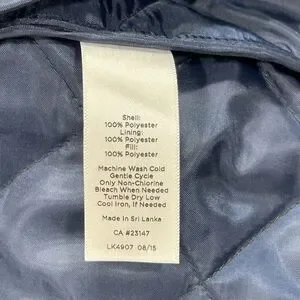 Shell:
100% Polyester
Lining:
100% Polyester
Fill:
100% Polyester
Machine Wash Cold
Gentle Cycle
Only Non-Chlorine
Bleach When Needed
Tumble Dry Low
Cool Iron, If Needed
Made in Sri Lanka
CA #23147
LK4907 08/15